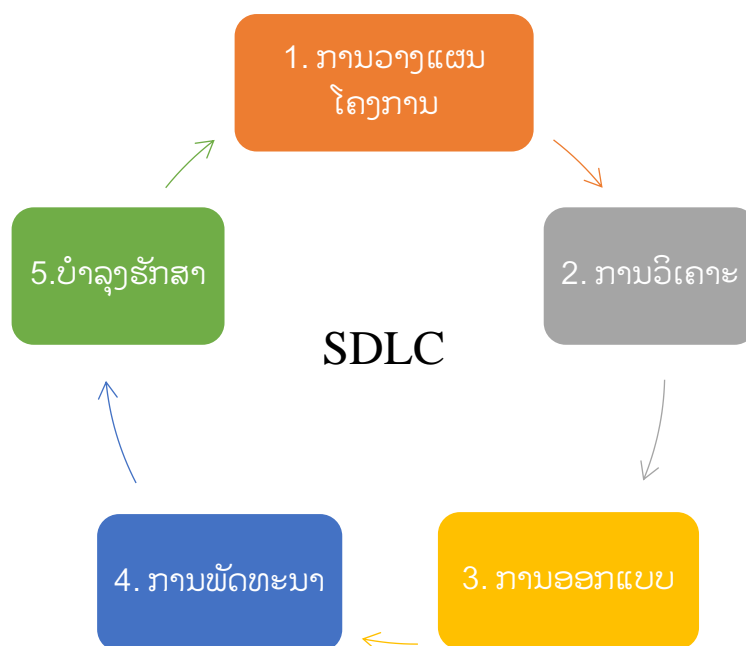 1. ການວາງແຜນ
ໂຄງການ
2. ການວິເຄາະ
3. ການອອກແບບ
4. ການພັດທະນາ
5.ບຳລຸງຮັກສາ
SDLC